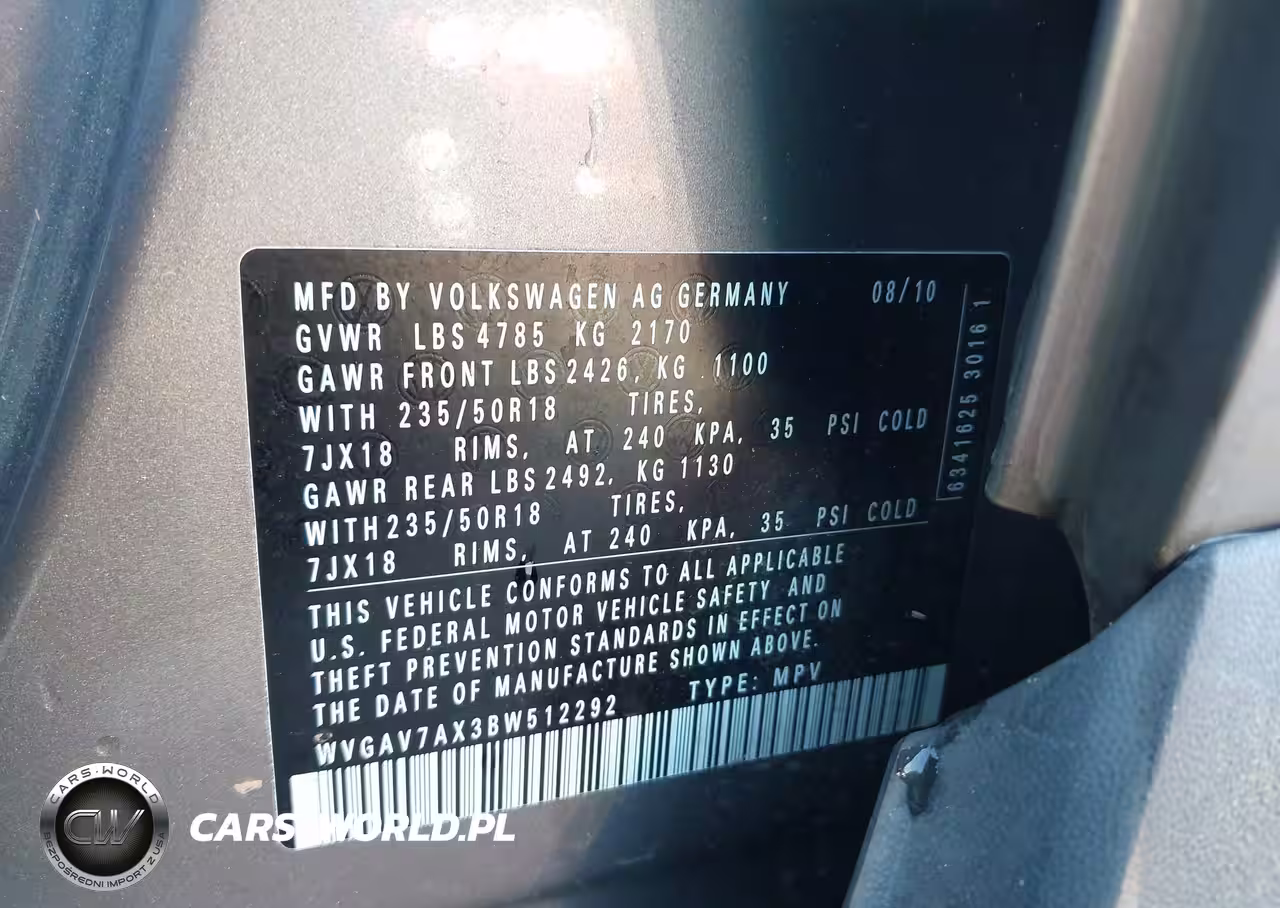 MFD BY VOLKSWAGEN AG GERMANY 08/10
GVWR LBS 4785 KG 2170
GAWR FRONT LBS 2426, KG 1100
WITH 235/50R18 TIRES,
7JX18 RIMS, AT 240 KPA, 35 PSI COLD
GAWR REAR LBS 2492, KG 1130
WITH 235/50R18 TIRES,
7JX18 RIMS, AT 240 KPA, 35 PSI COLD
THIS VEHICLE CONFORMS TO ALL APPLICABLE
U.S. FEDERAL MOTOR VEHICLE SAFETY AND
THEFT PREVENTION STANDARDS IN EFFECT ON
THE DATE OF MANUFACTURE SHOWN ABOVE.
WVGAV7AX3BW512292 TYPE: MPV
6341625 3016 1
CARS-WORLD
CW
BEZPOŚREDNI IMPORT Z USA
CARS-WORLD.PL